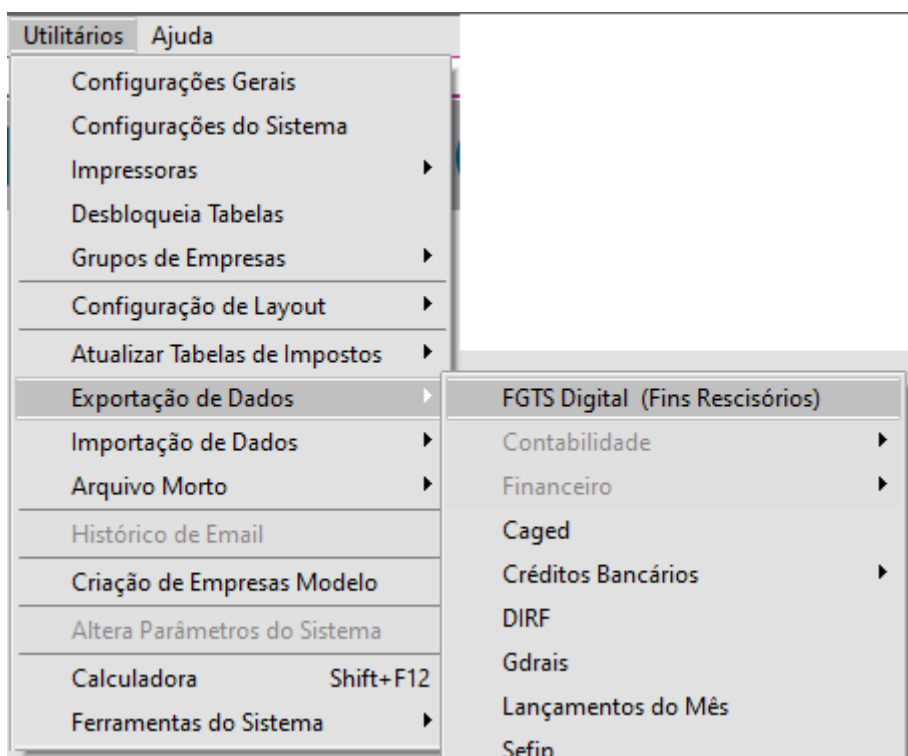 Utilitários Ajuda
Configurações Gerais
Configurações do Sistema
Impressoras
Desbloqueia Tabelas
Grupos de Empresas
Configuração de Layout
Atualizar Tabelas de Impostos
Exportação de Dados
Importação de Dados
Arquivo Morto
Histórico de Email
Criação de Empresas Modelo
Altera Parâmetros do Sistema
Calculadora Shift+F12
Ferramentas do Sistema
FGTS Digital (Fins Rescisórios)
Contabilidade
Financeiro
Caged
Créditos Bancários
DIRF
Gdrais
Lançamentos do Mês
Sefip